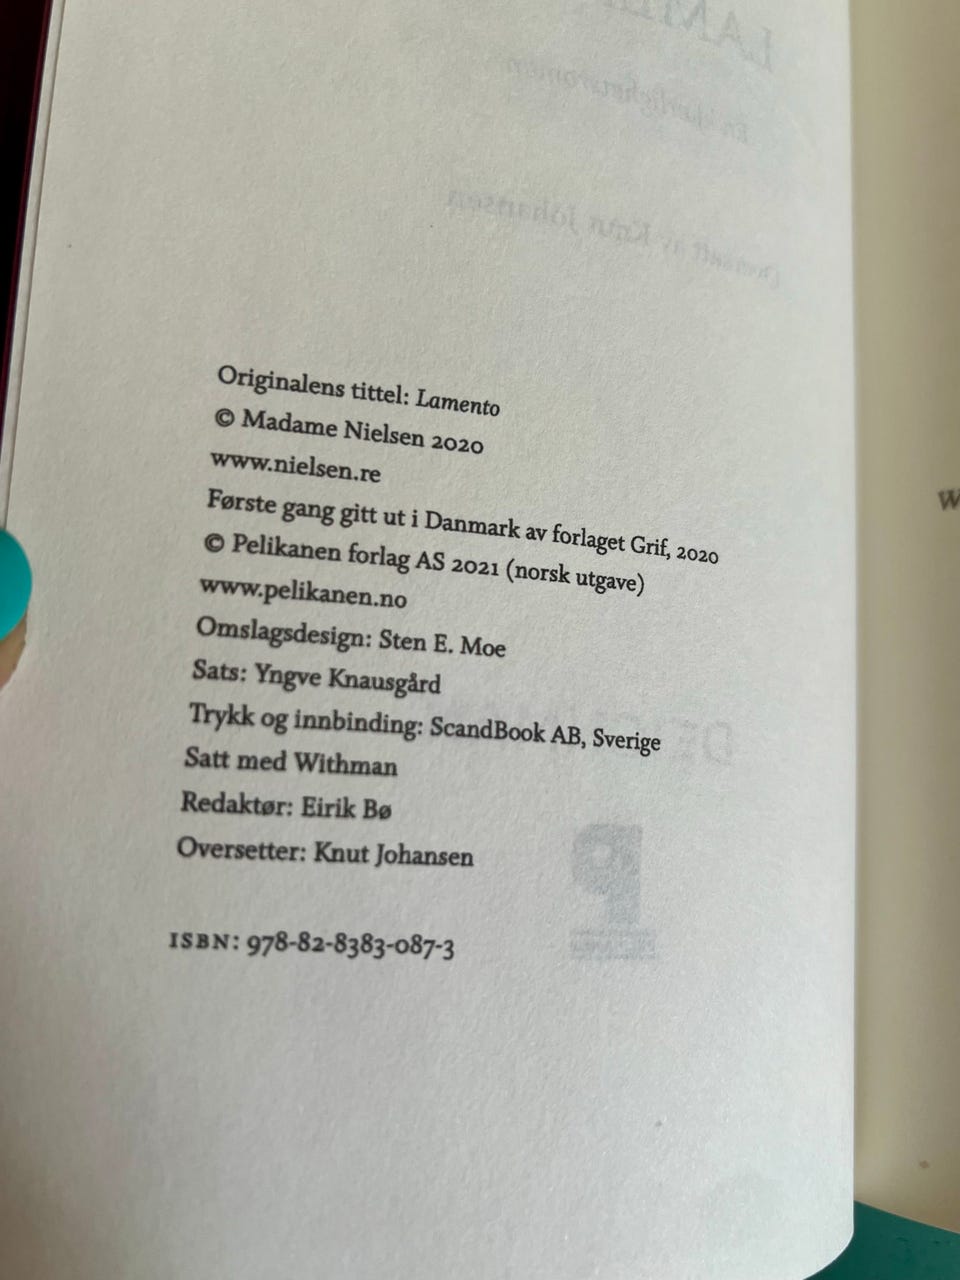 Originalens tittel: Lamento
© Madame Nielsen 2020
www.nielsen.re
Første gang gitt ut i Danmark av forlaget Grif, 2020
© Pelikanen forlag AS 2021 (norsk utgave)
www.pelikanen.no
Omslagsdesign: Sten E. Moe
Sats: Yngve Knausgård
Trykk og innbinding: ScandBook AB, Sverige
Satt med Withman
Redaktør: Eirik Bø
Oversetter: Knut Johansen
ISBN: 978-82-8383-087-3